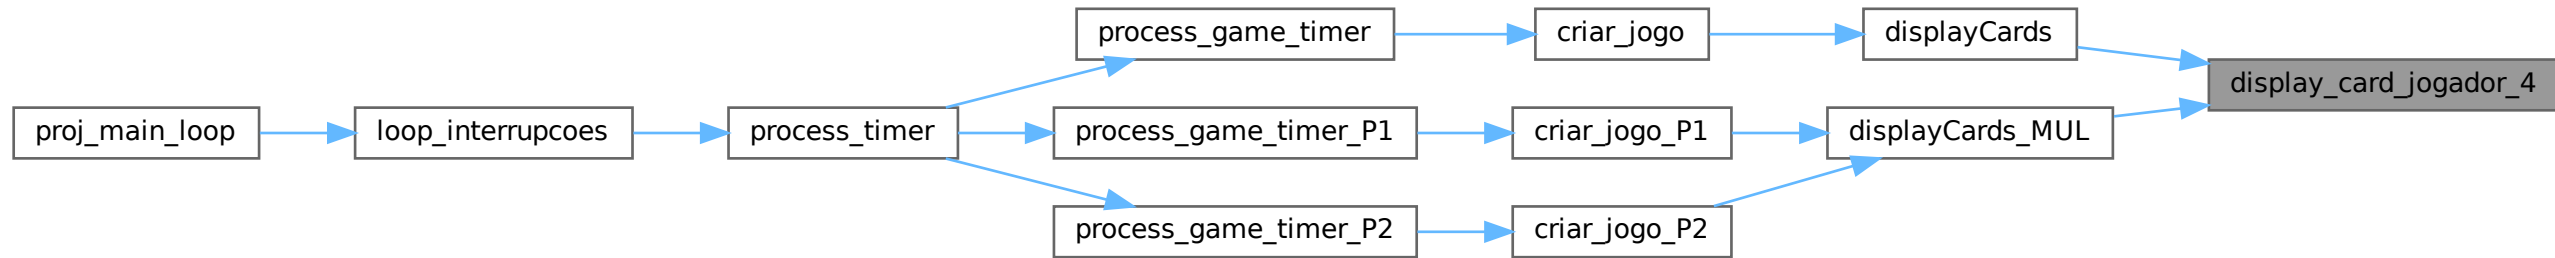 process_game_timer
criar_jogo
displayCards
display_card_jogador_4
proj_main_loop
loop_interrupcoes
process_timer
process_game_timer_P1
criar_jogo_P1
displayCards_MUL
process_game_timer_P2
criar_jogo_P2